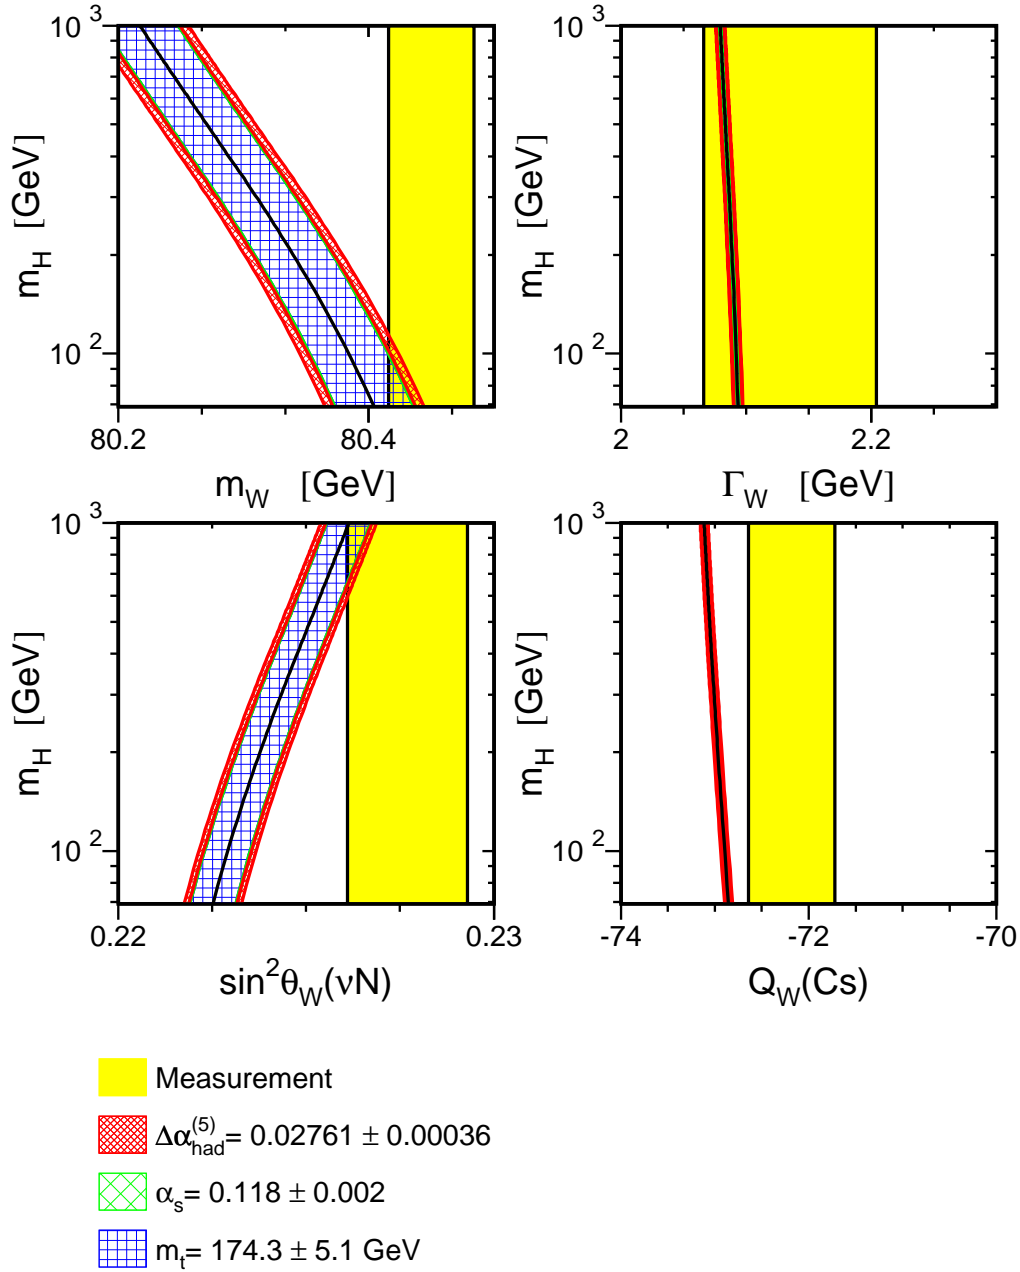 10³
10²
m_H [GeV]
80.2 80.4
m_W [GeV]
10³
10²
m_H [GeV]
2 2.2
Γ_W [GeV]
10³
10²
m_H [GeV]
0.22 0.23
sin²θ_W(νN)
10³
10²
m_H [GeV]
-74 -72 -70
Q_W(Cs)
Measurement
Δα_had^(5)= 0.02761 ± 0.00036
α_s= 0.118 ± 0.002
m_t= 174.3 ± 5.1 GeV